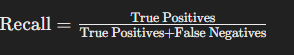 Recall = True Positives / True Positives+False Negatives